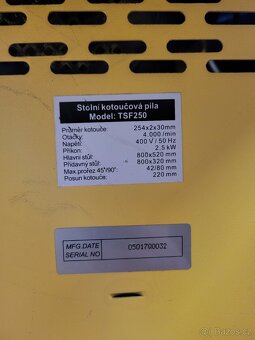 Stolní kotoučová pila
Model: TSF250
Průměr kotouče: 254x2x30mm
Otáčky: 4.000/min
Napětí: 400 V / 50 Hz
Příkon: 2.5 kW
Hlavní stůl: 800x520 mm
Přídavný stůl: 800x320 mm
Max prořez 45°/90°: 42/80 mm
Posun kotouče: 220 mm
MFG.DATE
SERIAL NO
0501700032